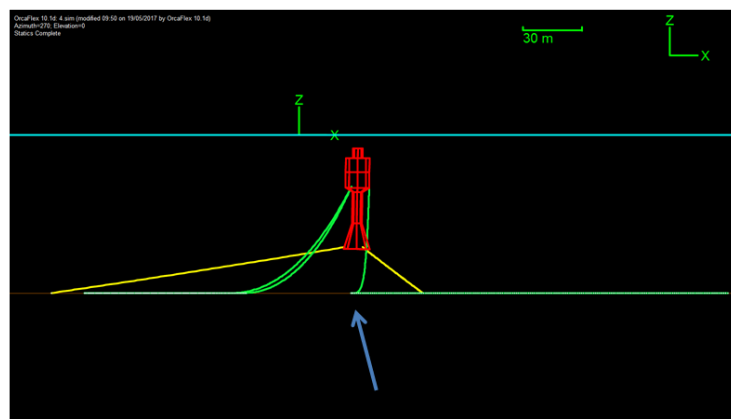 OrcaFlex 10.1d: 4.sim (modified 09:50 on 19/05/2017 by OrcaFlex 10.1d)
Azimuth=270; Elevation=0
Statics Complete
30 m
Z
X
Z
X